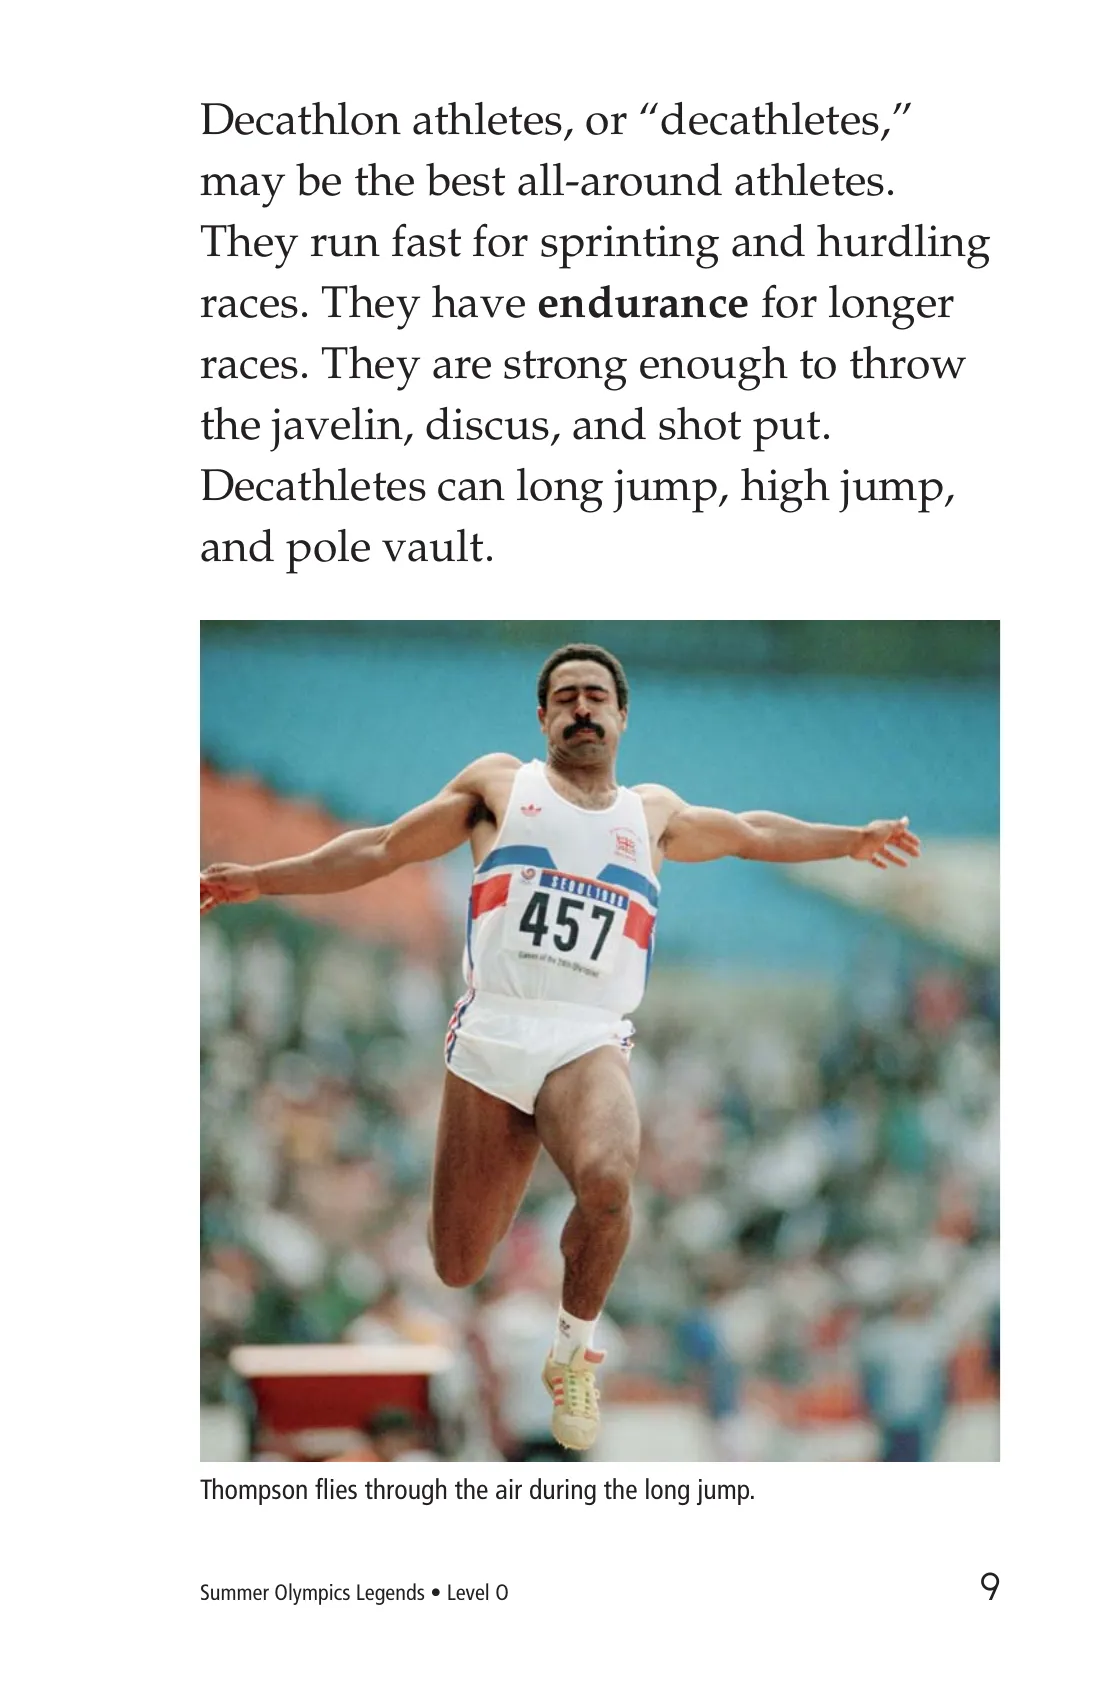 Decathlon athletes, or “decathletes,”
may be the best all-around athletes.
They run fast for sprinting and hurdling
races. They have endurance for longer
races. They are strong enough to throw
the javelin, discus, and shot put.
Decathletes can long jump, high jump,
and pole vault.
SEOUL 1988
457
Games of the 24th Olympiad
Thompson flies through the air during the long jump.
Summer Olympics Legends • Level O
9